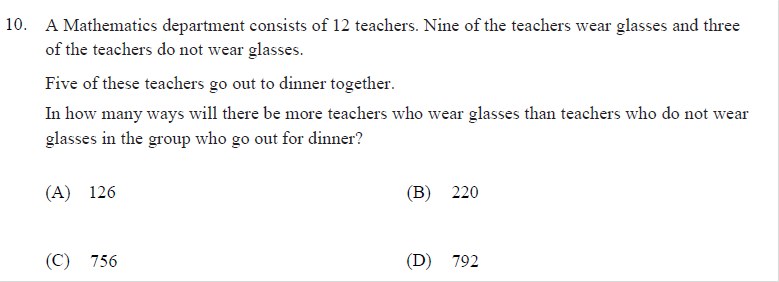 10. A Mathematics department consists of 12 teachers. Nine of the teachers wear glasses and three
of the teachers do not wear glasses.
Five of these teachers go out to dinner together.
In how many ways will there be more teachers who wear glasses than teachers who do not wear
glasses in the group who go out for dinner?
(A) 126 (B) 220
(C) 756 (D) 792